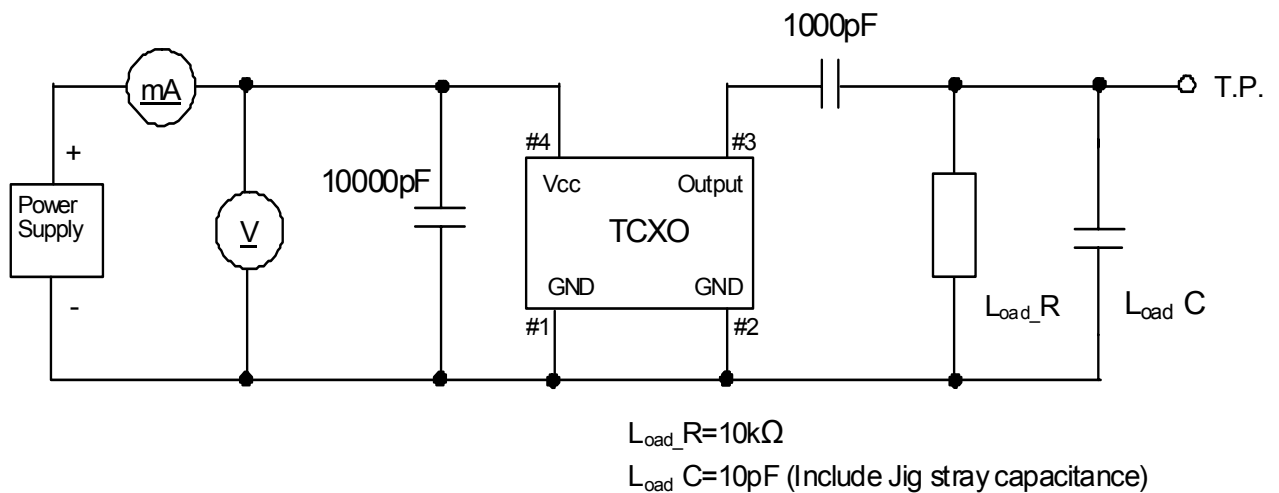 1000pF
mA
T.P.
+
#4
#3
10000pF
Vcc
Output
Power
Supply
V
TCXO
GND
GND
-
#1
#2
Load_R
Load C
Load_R=10kΩ
Load C=10pF (Include Jig stray capacitance)